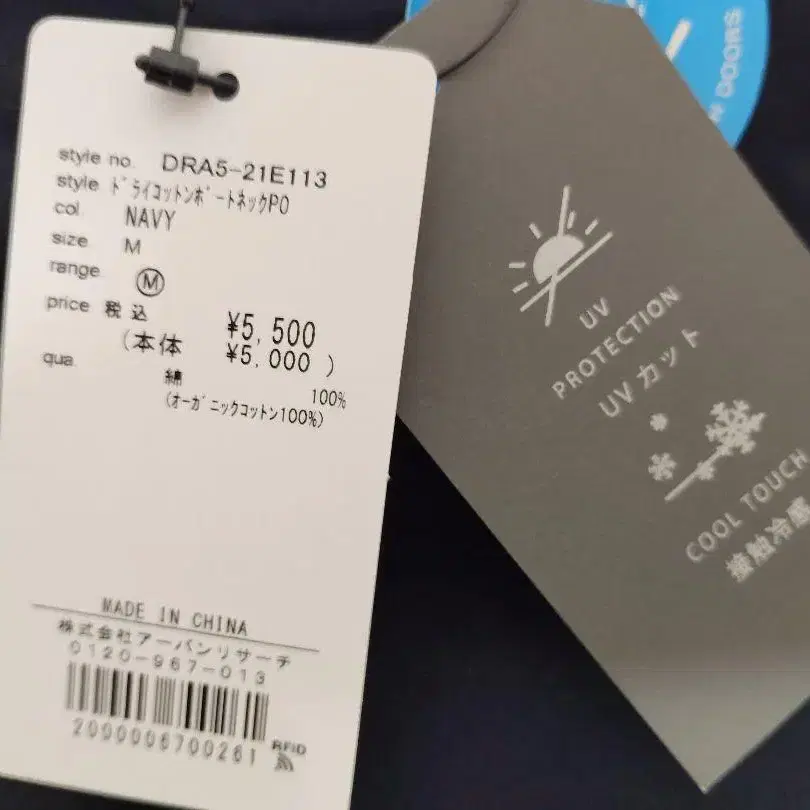 style no. DRA5-21E113
style ドライコットンボートネックPO
col. NAVY
size M
range Ⓜ
price 税込 ¥5,500
(本体 ¥5,000 )
qua. 綿 100%
(オーガニックコットン100%)
MADE IN CHINA
株式会社アーバンリサーチ
0120-967-013
2000006700261
RFID
DOORS
UV
PROTECTION
UVカット
COOL TOUCH
接触冷感